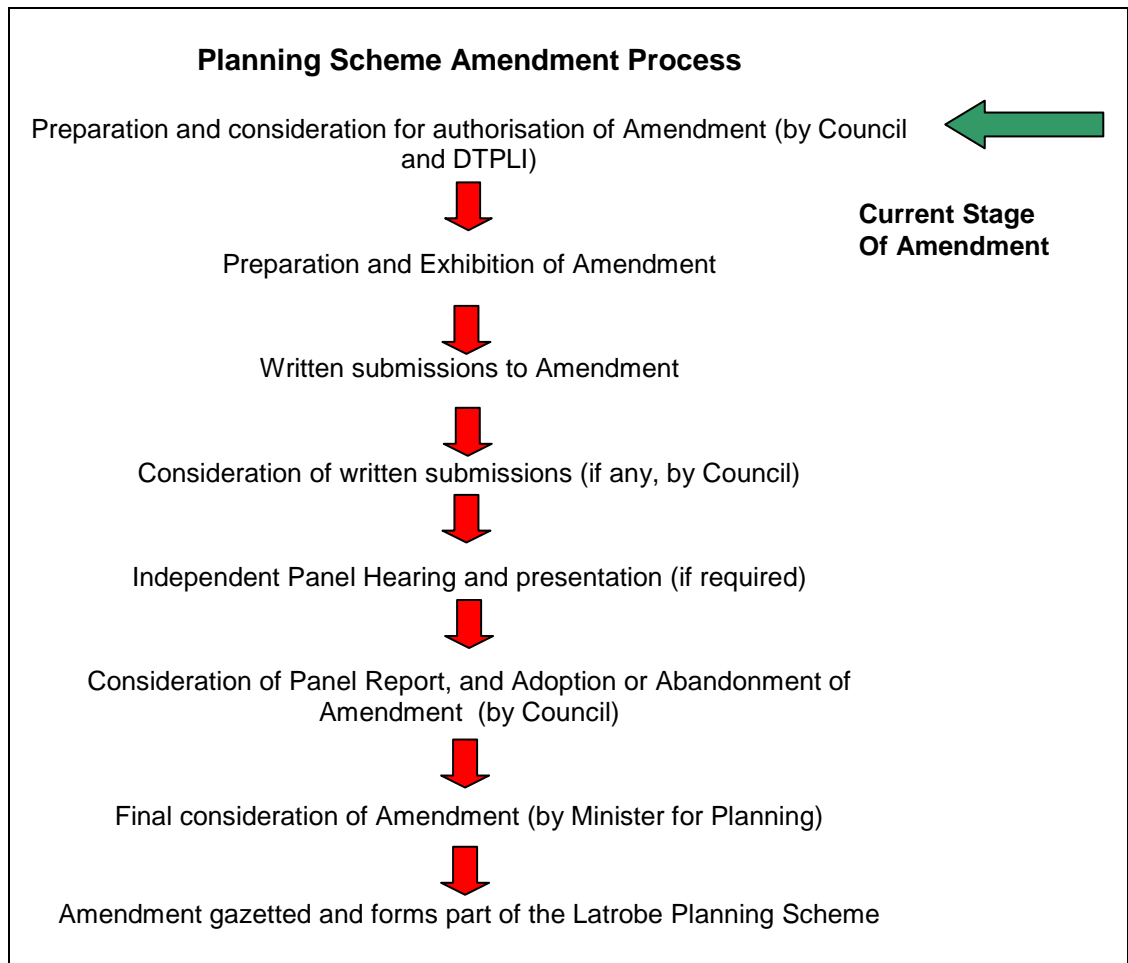 Planning Scheme Amendment Process
Preparation and consideration for authorisation of Amendment (by Council
and DTPLI)
Current Stage
Of Amendment
Preparation and Exhibition of Amendment
Written submissions to Amendment
Consideration of written submissions (if any, by Council)
Independent Panel Hearing and presentation (if required)
Consideration of Panel Report, and Adoption or Abandonment of
Amendment (by Council)
Final consideration of Amendment (by Minister for Planning)
Amendment gazetted and forms part of the Latrobe Planning Scheme